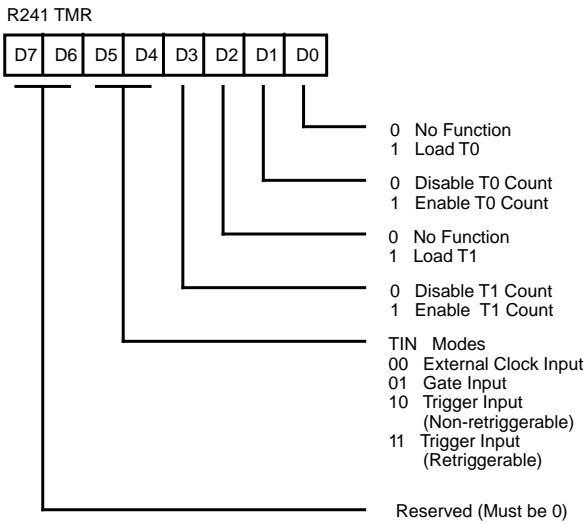 R241 TMR
D7 D6 D5 D4 D3 D2 D1 D0
0 No Function
1 Load T0
0 Disable T0 Count
1 Enable T0 Count
0 No Function
1 Load T1
0 Disable T1 Count
1 Enable T1 Count
TIN Modes
00 External Clock Input
01 Gate Input
10 Trigger Input
(Non-retriggerable)
11 Trigger Input
(Retriggerable)
Reserved (Must be 0)